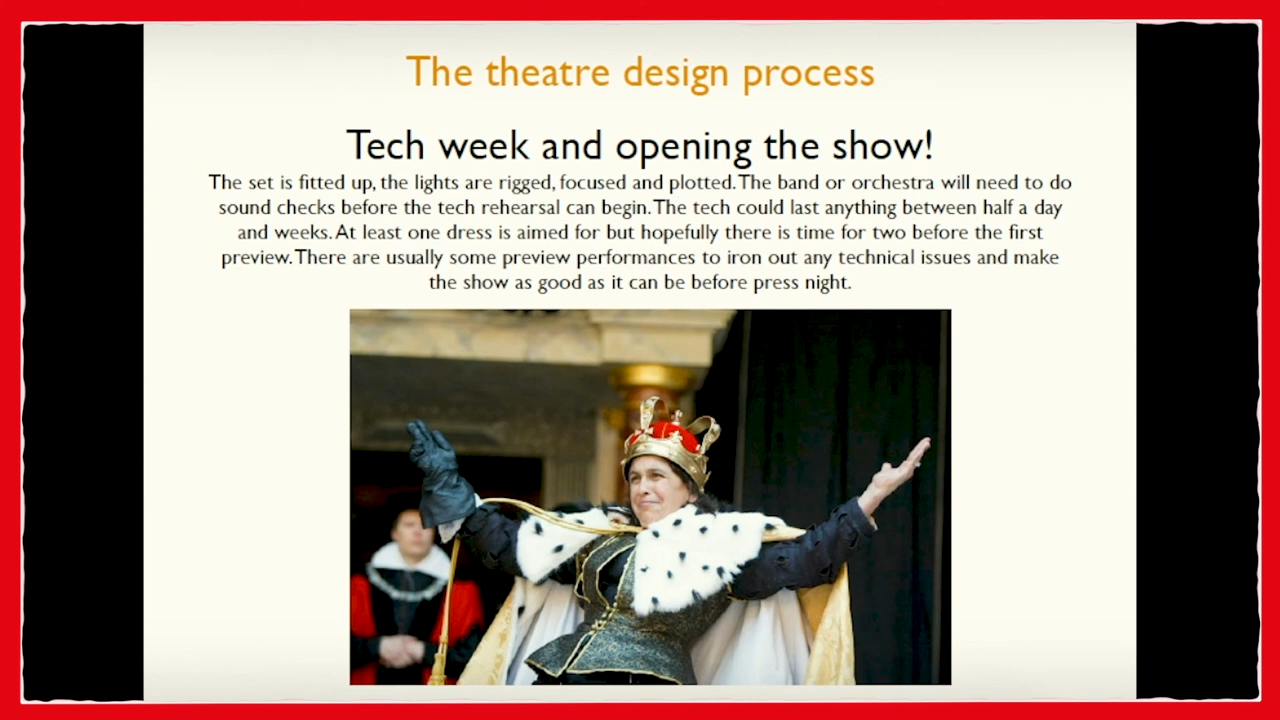 The theatre design process
Tech week and opening the show!
The set is fitted up, the lights are rigged, focused and plotted. The band or orchestra will need to do
sound checks before the tech rehearsal can begin. The tech could last anything between half a day
and weeks. At least one dress is aimed for but hopefully there is time for two before the first
preview. There are usually some preview performances to iron out any technical issues and make
the show as good as it can be before press night.